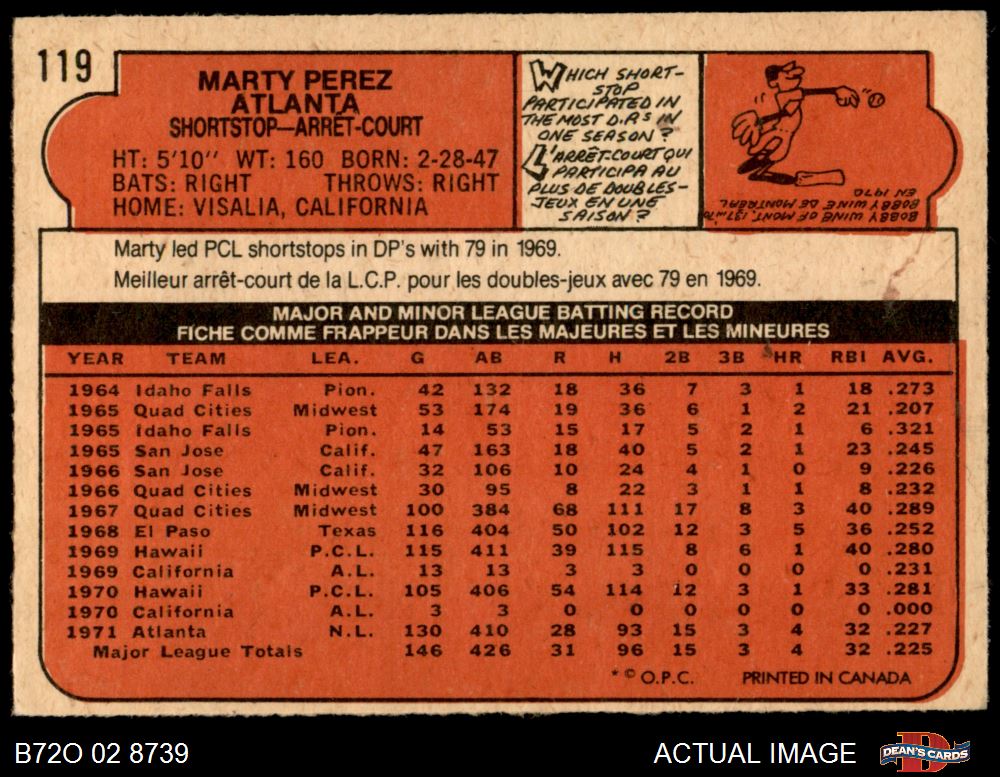 119
MARTY PEREZ
ATLANTA
SHORTSTOP—ARRÊT-COURT
HT: 5'10" WT: 160 BORN: 2-28-47
BATS: RIGHT THROWS: RIGHT
HOME: VISALIA, CALIFORNIA
WHICH SHORT-
STOP
PARTICIPATED IN
THE MOST D.P.s IN
ONE SEASON?
L'ARRÊT-COURT QUI
PARTICIPA AU
PLUS DE DOUBLES-
JEUX EN UNE
SAISON?
BOBBY WINE OF MONT. 137 IN '70
BOBBY WINE DE MONTREAL
EN 1970
Marty led PCL shortstops in DP's with 79 in 1969.
Meilleur arrêt-court de la L.C.P. pour les doubles-jeux avec 79 en 1969.
MAJOR AND MINOR LEAGUE BATTING RECORD
FICHE COMME FRAPPEUR DANS LES MAJEURES ET LES MINEURES
YEAR TEAM LEA. G AB R H 2B 3B HR RBI AVG.
1964 Idaho Falls Pion. 42 132 18 36 7 3 1 18 .273
1965 Quad Cities Midwest 53 174 19 36 6 1 2 21 .207
1965 Idaho Falls Pion. 14 53 15 17 5 2 1 6 .321
1965 San Jose Calif. 47 163 18 40 5 2 1 23 .245
1966 San Jose Calif. 32 106 10 24 4 1 0 9 .226
1966 Quad Cities Midwest 30 95 8 22 3 1 1 8 .232
1967 Quad Cities Midwest 100 384 68 111 17 8 3 40 .289
1968 El Paso Texas 116 404 50 102 12 3 5 36 .252
1969 Hawaii P.C.L. 115 411 39 115 8 6 1 40 .280
1969 California A.L. 13 13 3 3 0 0 0 0 .231
1970 Hawaii P.C.L. 105 406 54 114 12 3 1 33 .281
1970 California A.L. 3 3 0 0 0 0 0 0 .000
1971 Atlanta N.L. 130 410 28 93 15 3 4 32 .227
Major League Totals 146 426 31 96 15 3 4 32 .225
* © O.P.C. PRINTED IN CANADA
B72O 02 8739 ACTUAL IMAGE DEAN'S CARDS